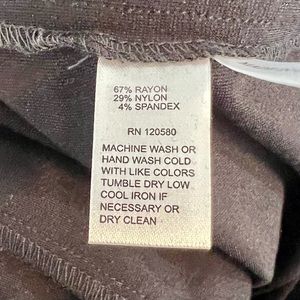 67% RAYON
29% NYLON
4% SPANDEX
RN 120580
MACHINE WASH OR
HAND WASH COLD
WITH LIKE COLORS
TUMBLE DRY LOW
COOL IRON IF
NECESSARY OR
DRY CLEAN